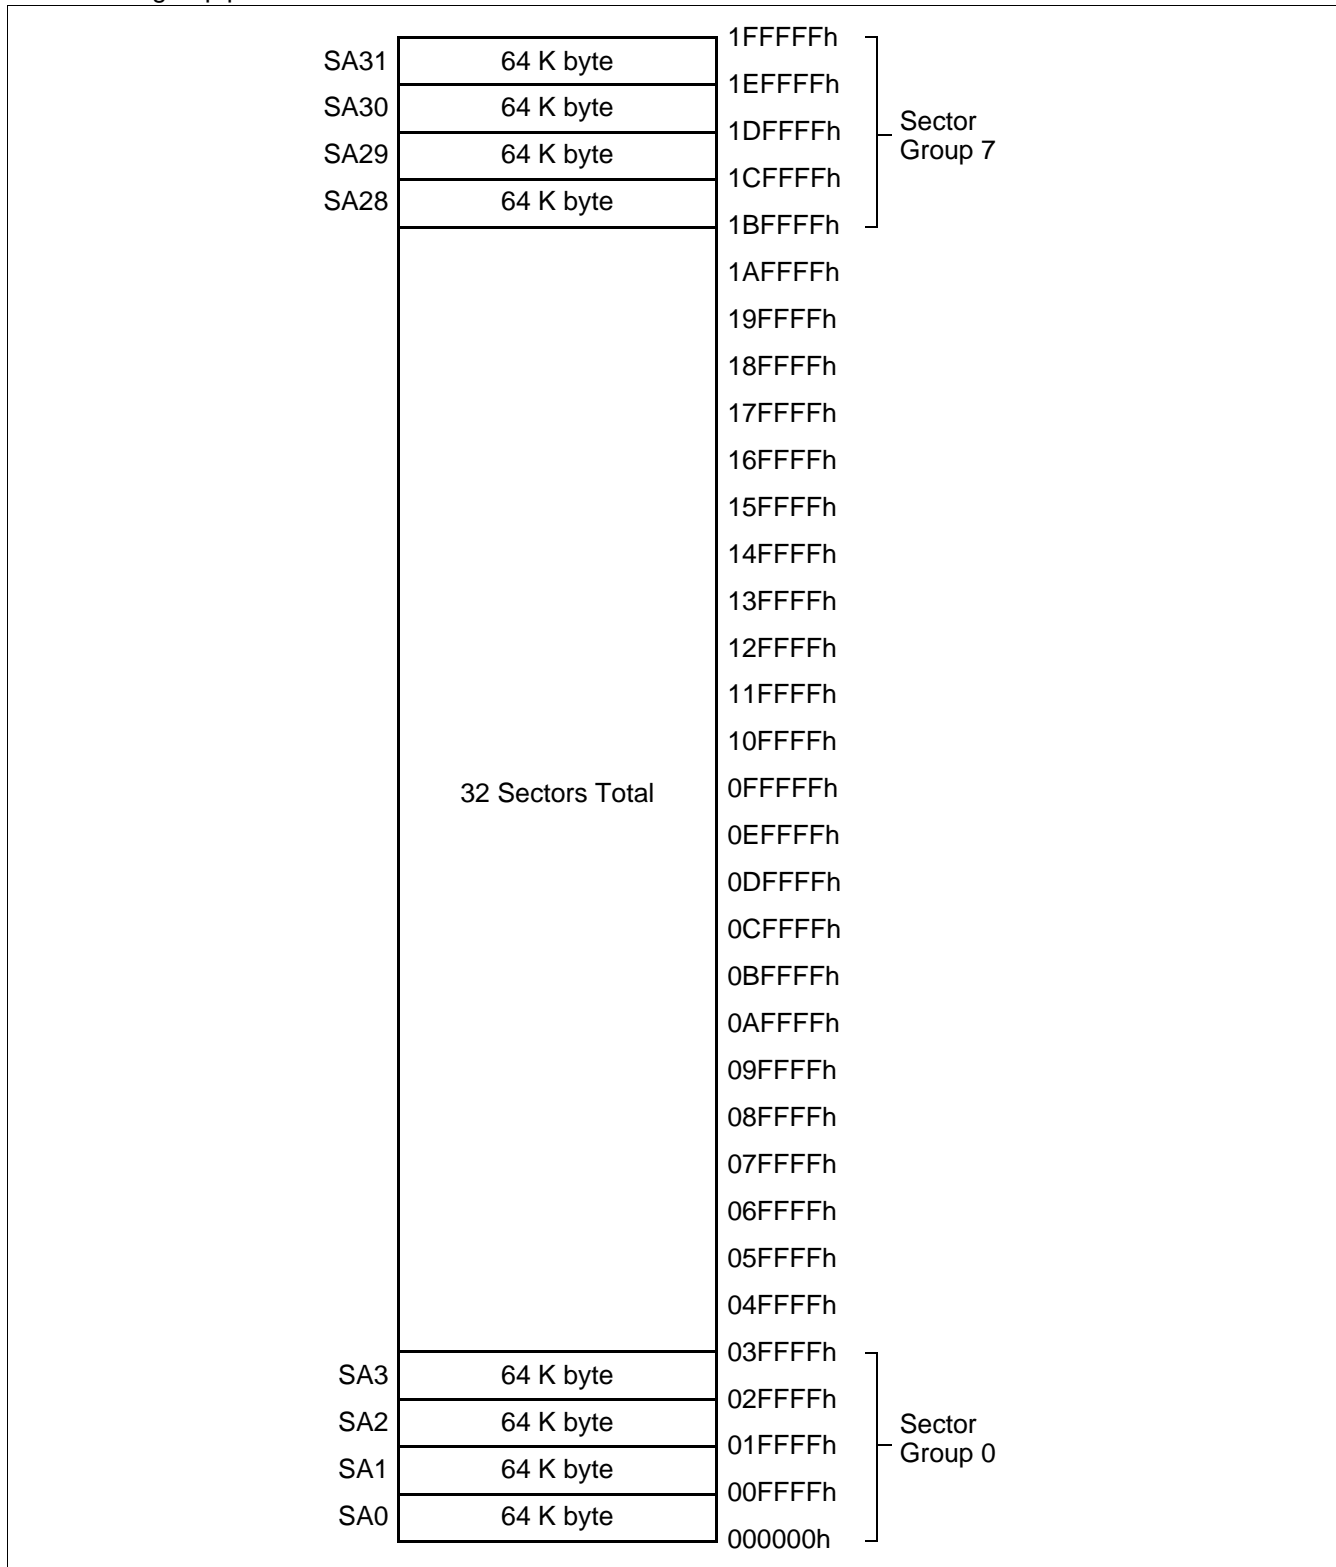 SA31 64 K byte 1FFFFFh
SA30 64 K byte 1EFFFFh
SA29 64 K byte 1DFFFFh Sector
Group 7
SA28 64 K byte 1CFFFFh
1BFFFFh
1AFFFFh
19FFFFh
18FFFFh
17FFFFh
16FFFFh
15FFFFh
14FFFFh
13FFFFh
12FFFFh
11FFFFh
10FFFFh
32 Sectors Total 0FFFFFh
0EFFFFh
0DFFFFh
0CFFFFh
0BFFFFh
0AFFFFh
09FFFFh
08FFFFh
07FFFFh
06FFFFh
05FFFFh
04FFFFh
SA3 64 K byte 03FFFFh
SA2 64 K byte 02FFFFh
SA1 64 K byte 01FFFFh Sector
Group 0
SA0 64 K byte 00FFFFh
000000h